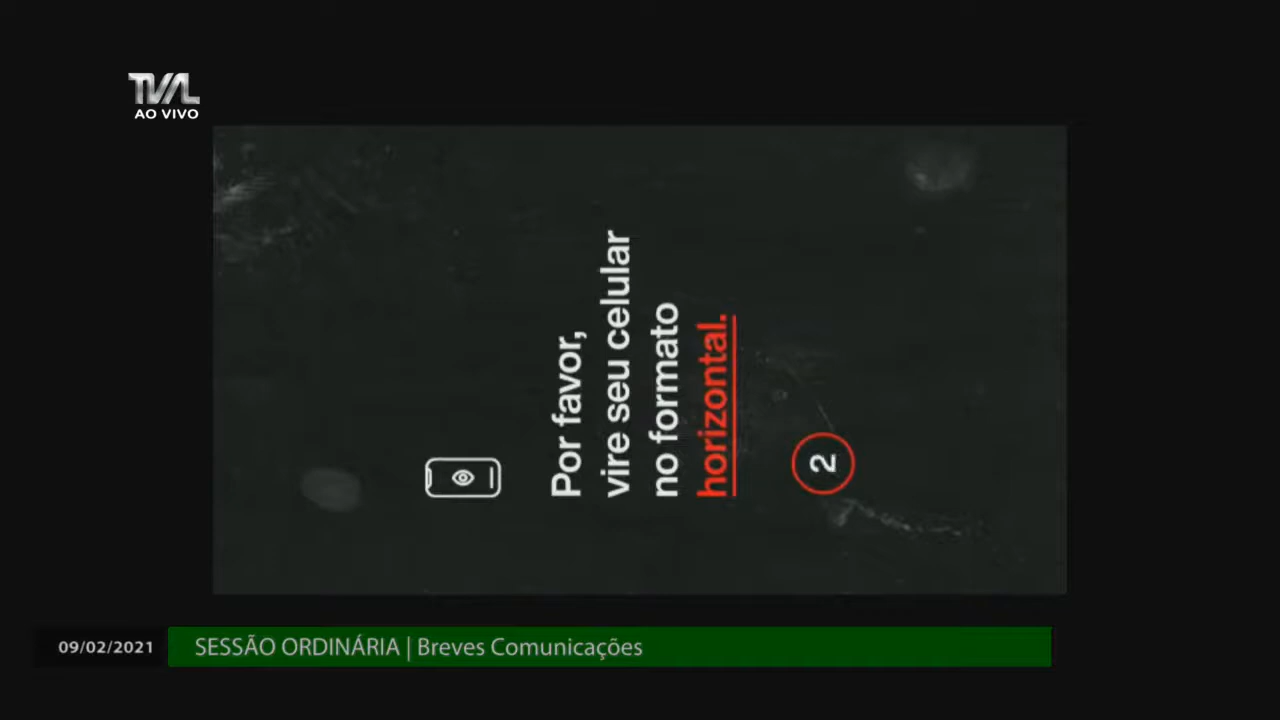 TVAL
AO VIVO
Por favor,
vire seu celular
no formato
horizontal.
2
09/02/2021
SESSÃO ORDINÁRIA | Breves Comunicações